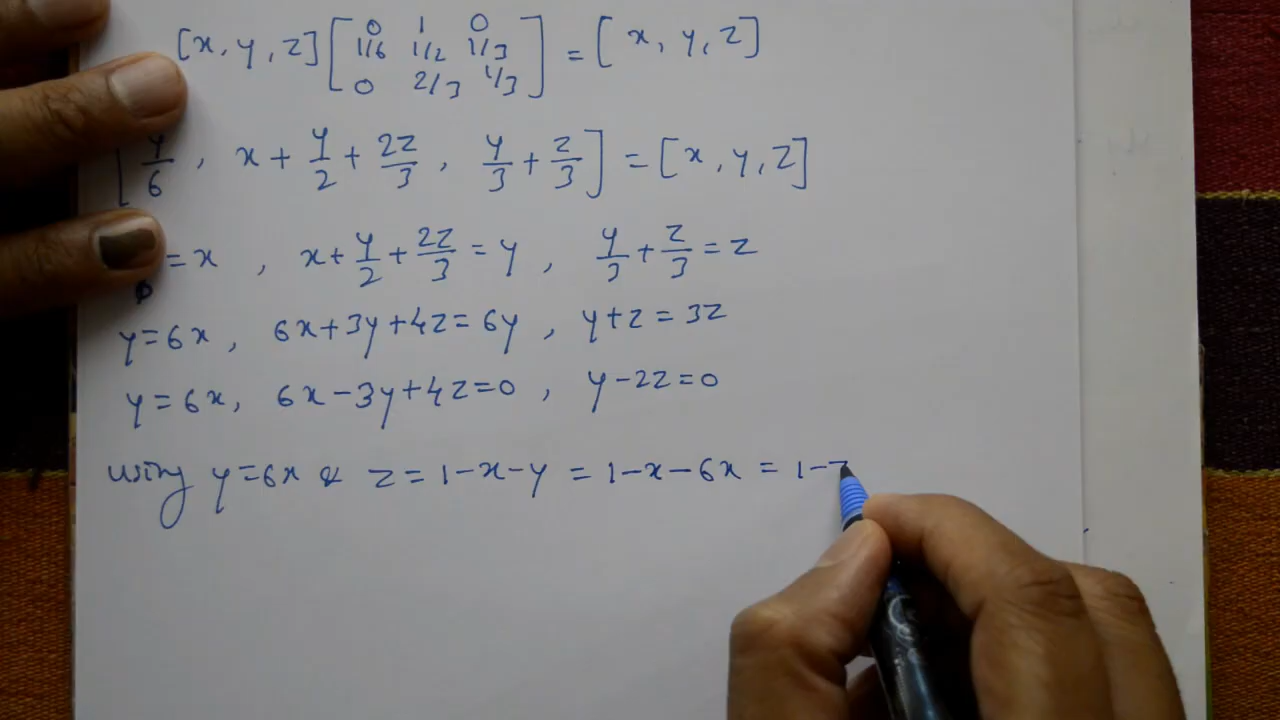 [x, y, z] [0 1 0
1/6 1/2 1/3 = [x, y, z]
0 2/3 1/3]
[y/6, x + y/2 + 2z/3, y/3 + z/3] = [x, y, z]
= x, x + y/2 + 2z/3 = y, y/3 + z/3 = z
y = 6x, 6x + 3y + 4z = 6y, y + z = 3z
y = 6x, 6x - 3y + 4z = 0, y - 2z = 0
using y = 6x & z = 1 - x - y = 1 - x - 6x = 1 -